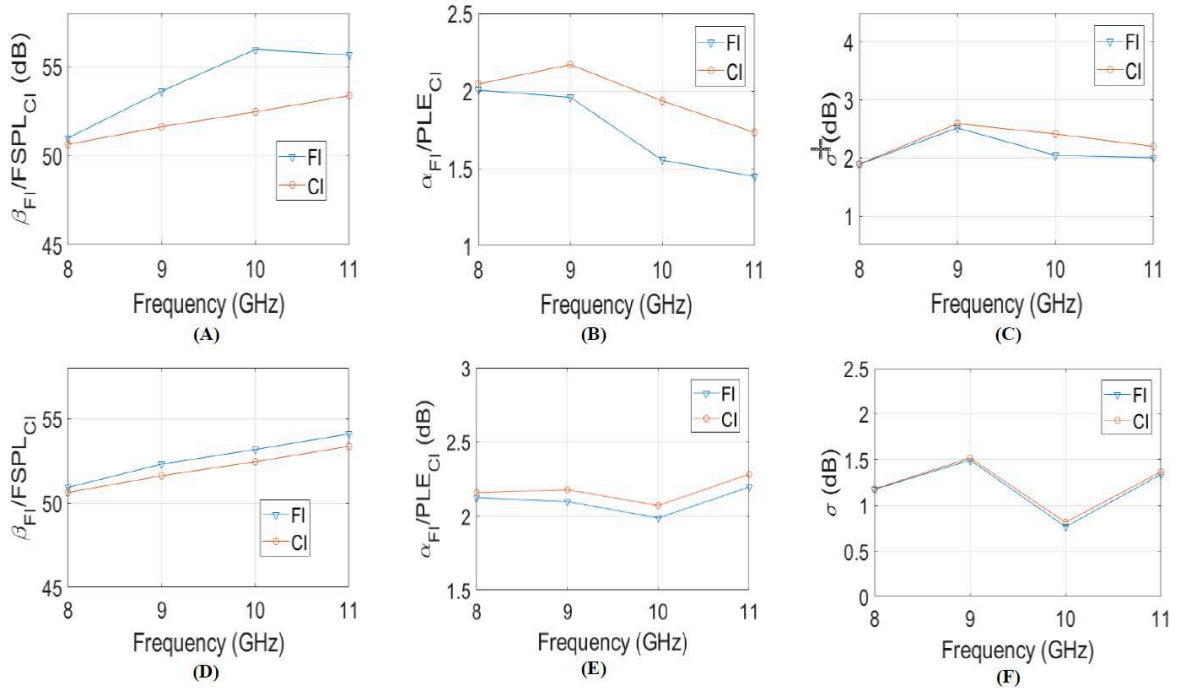 β_FI/FSPL_CI (dB)
55
50
45
8 9 10 11
FI
CI
Frequency (GHz)
(A)
α_FI/PLE_CI
2.5
2
1.5
1
8 9 10 11
FI
CI
Frequency (GHz)
(B)
σ (dB)
4
3
2
1
8 9 10 11
FI
CI
Frequency (GHz)
(C)
β_FI/FSPL_CI
55
50
45
8 9 10 11
FI
CI
Frequency (GHz)
(D)
α_FI/PLE_CI (dB)
3
2.5
2
1.5
8 9 10 11
FI
CI
Frequency (GHz)
(E)
σ (dB)
2.5
2
1.5
1
0.5
0
8 9 10 11
FI
CI
Frequency (GHz)
(F)